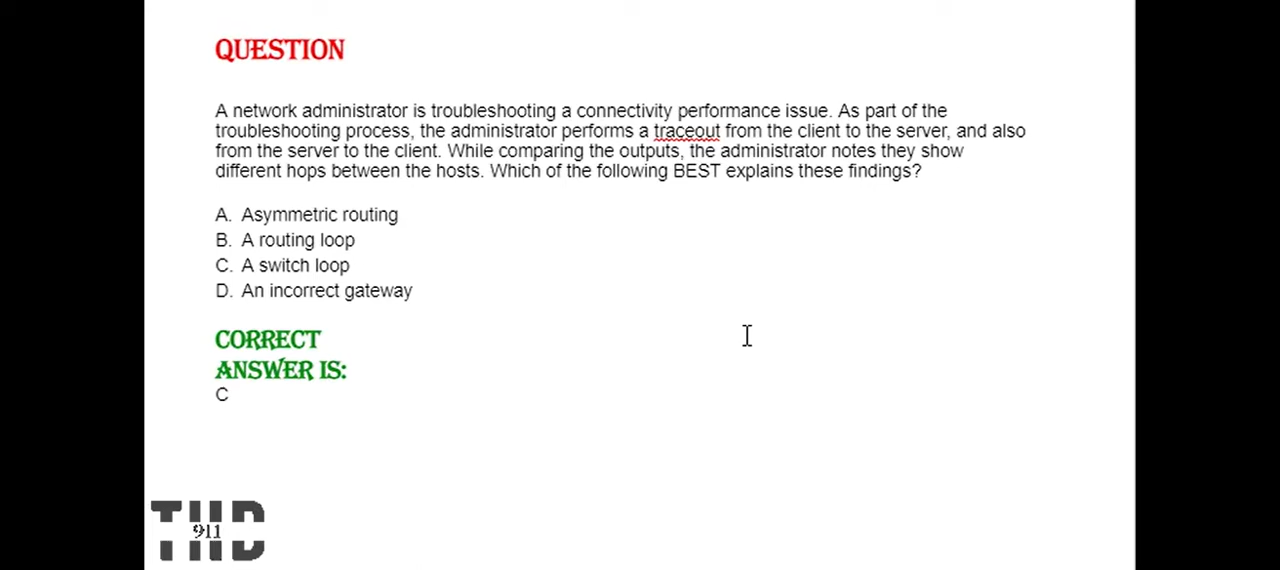 QUESTION
A network administrator is troubleshooting a connectivity performance issue. As part of the
troubleshooting process, the administrator performs a traceout from the client to the server, and also
from the server to the client. While comparing the outputs, the administrator notes they show
different hops between the hosts. Which of the following BEST explains these findings?
A. Asymmetric routing
B. A routing loop
C. A switch loop
D. An incorrect gateway
CORRECT
ANSWER IS:
C
THD
911